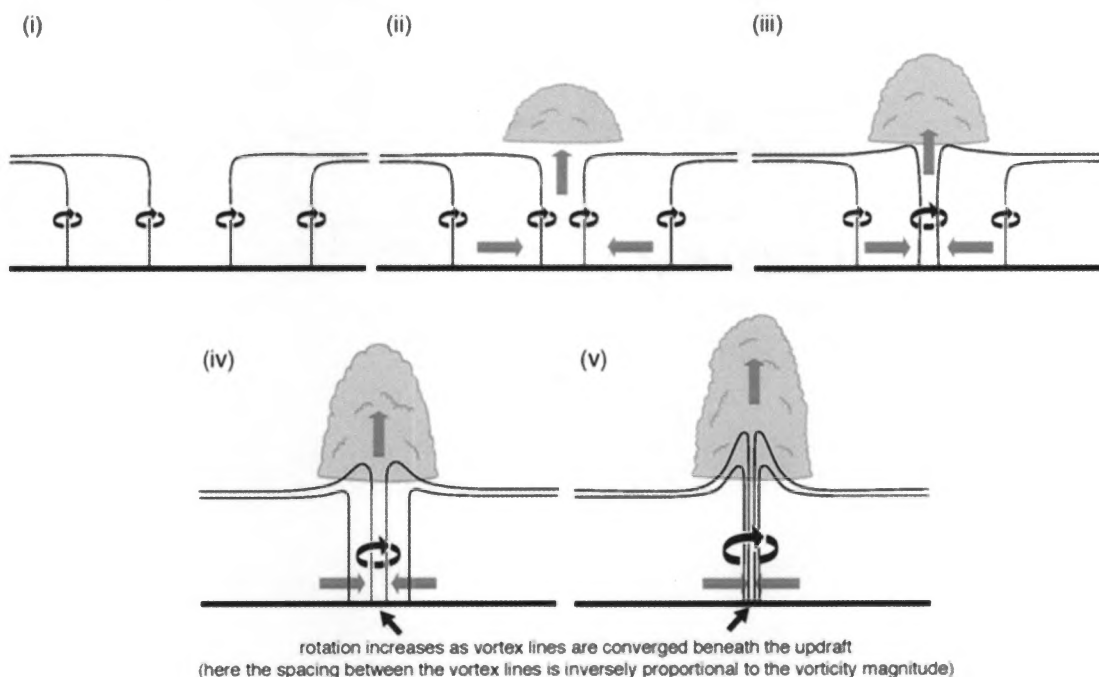 (i)
(ii)
(iii)
(iv)
(v)
rotation increases as vortex lines are converged beneath the updraft
(here the spacing between the vortex lines is inversely proportional to the vorticity magnitude)